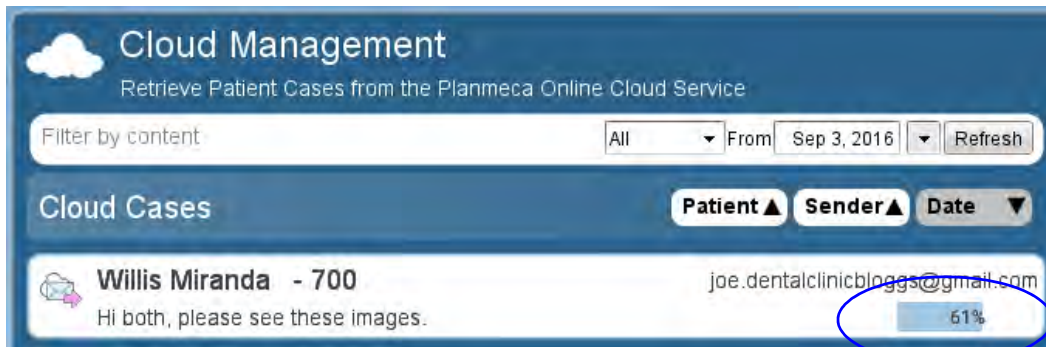 Cloud Management
Retrieve Patient Cases from the Planmeca Online Cloud Service
Filter by content All From Sep 3, 2016 Refresh
Cloud Cases Patient▲ Sender▲ Date ▼
Willis Miranda - 700 joe.dentalclinicbloggs@gmail.com
Hi both, please see these images. 61%